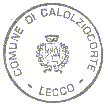 COMUNE DI CALOLZIOCORTE
- LECCO -